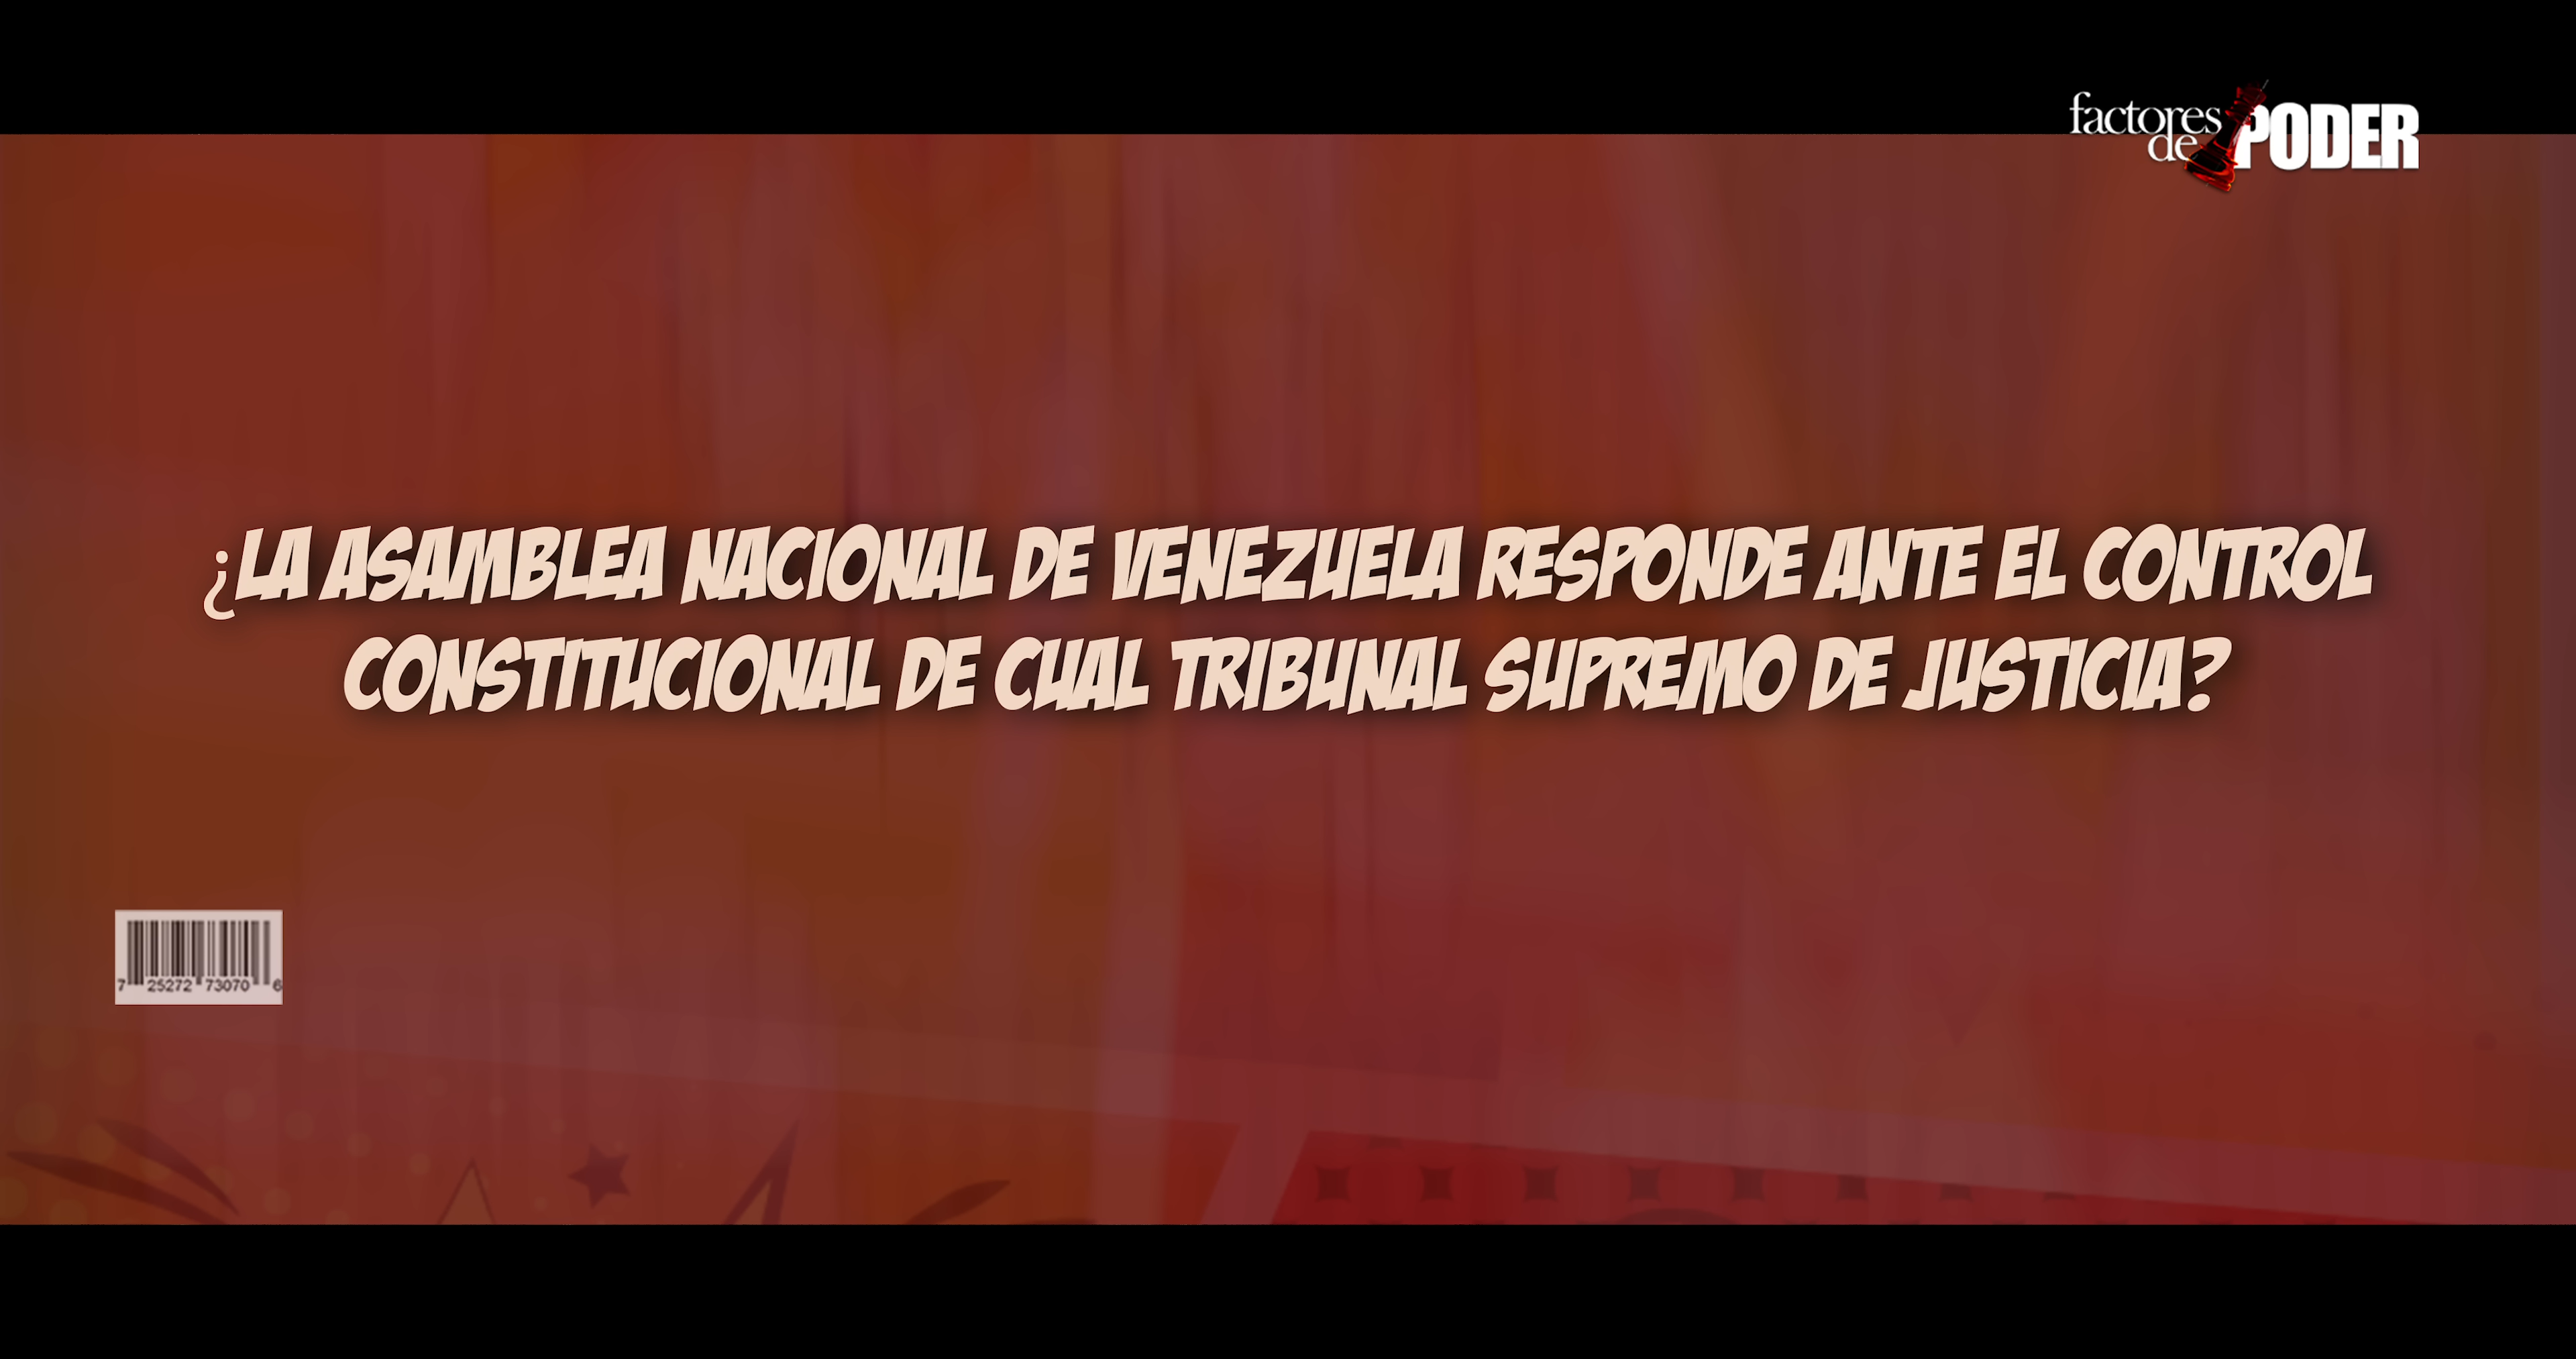 factores
de PODER
¿LA ASAMBLEA NACIONAL DE VENEZUELA RESPONDE ANTE EL CONTROL
CONSTITUCIONAL DE CUAL TRIBUNAL SUPREMO DE JUSTICIA?
7 25272 73070 6